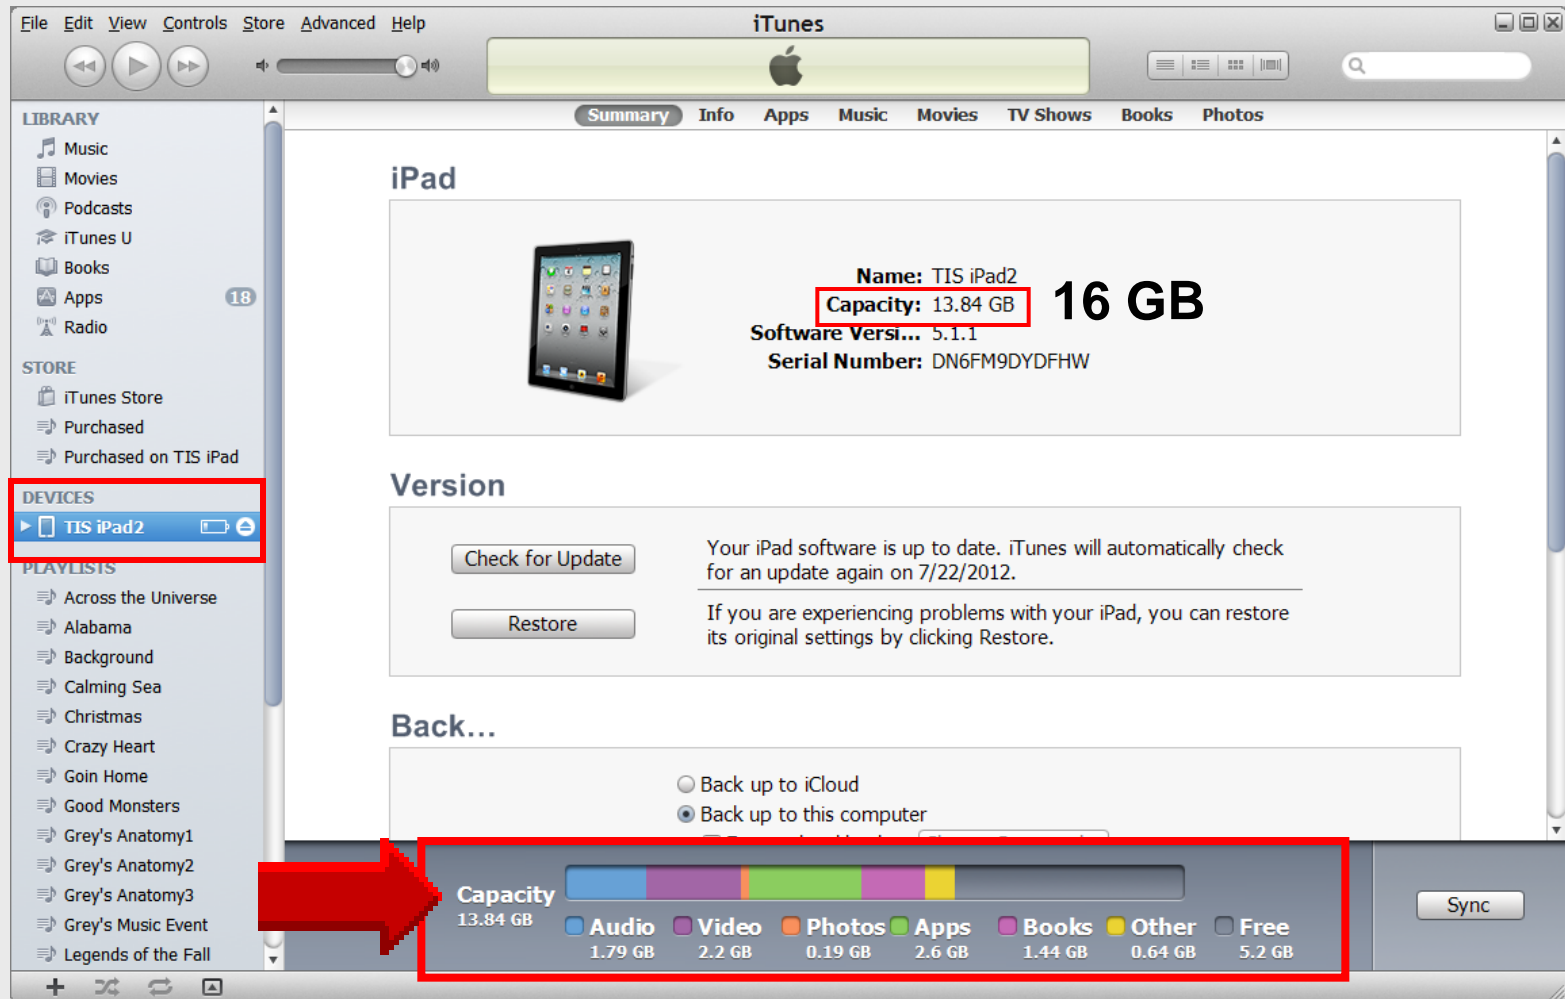 File Edit View Controls Store Advanced Help
iTunes
LIBRARY
Music
Movies
Podcasts
iTunes U
Books
Apps 18
Radio
STORE
iTunes Store
Purchased
Purchased on TIS iPad
DEVICES
TIS iPad2
PLAYLISTS
Across the Universe
Alabama
Background
Calming Sea
Christmas
Crazy Heart
Goin Home
Good Monsters
Grey's Anatomy1
Grey's Anatomy2
Grey's Anatomy3
Grey's Music Event
Legends of the Fall
Summary Info Apps Music Movies TV Shows Books Photos
iPad
Name: TIS iPad2
Capacity: 13.84 GB 16 GB
Software Versi... 5.1.1
Serial Number: DN6FM9DYDFHW
Version
Check for Update
Your iPad software is up to date. iTunes will automatically check
for an update again on 7/22/2012.
Restore
If you are experiencing problems with your iPad, you can restore
its original settings by clicking Restore.
Back...
Back up to iCloud
Back up to this computer
Capacity
13.84 GB
Audio Video Photos Apps Books Other Free
1.79 GB 2.2 GB 0.19 GB 2.6 GB 1.44 GB 0.64 GB 5.2 GB
Sync